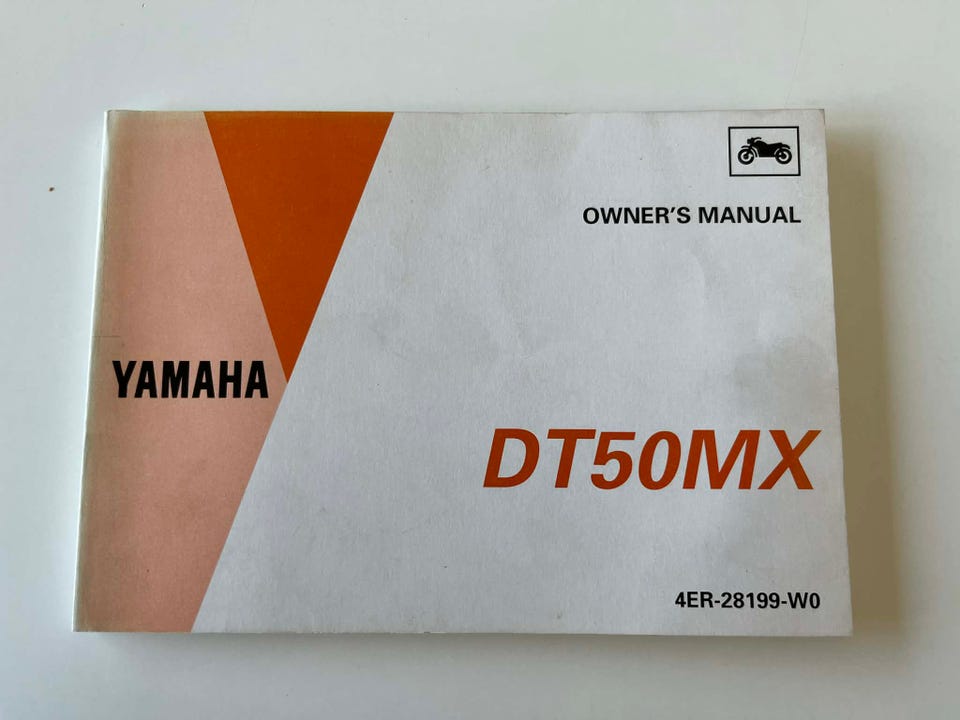 OWNER'S MANUAL
YAMAHA
DT50MX
4ER-28199-W0